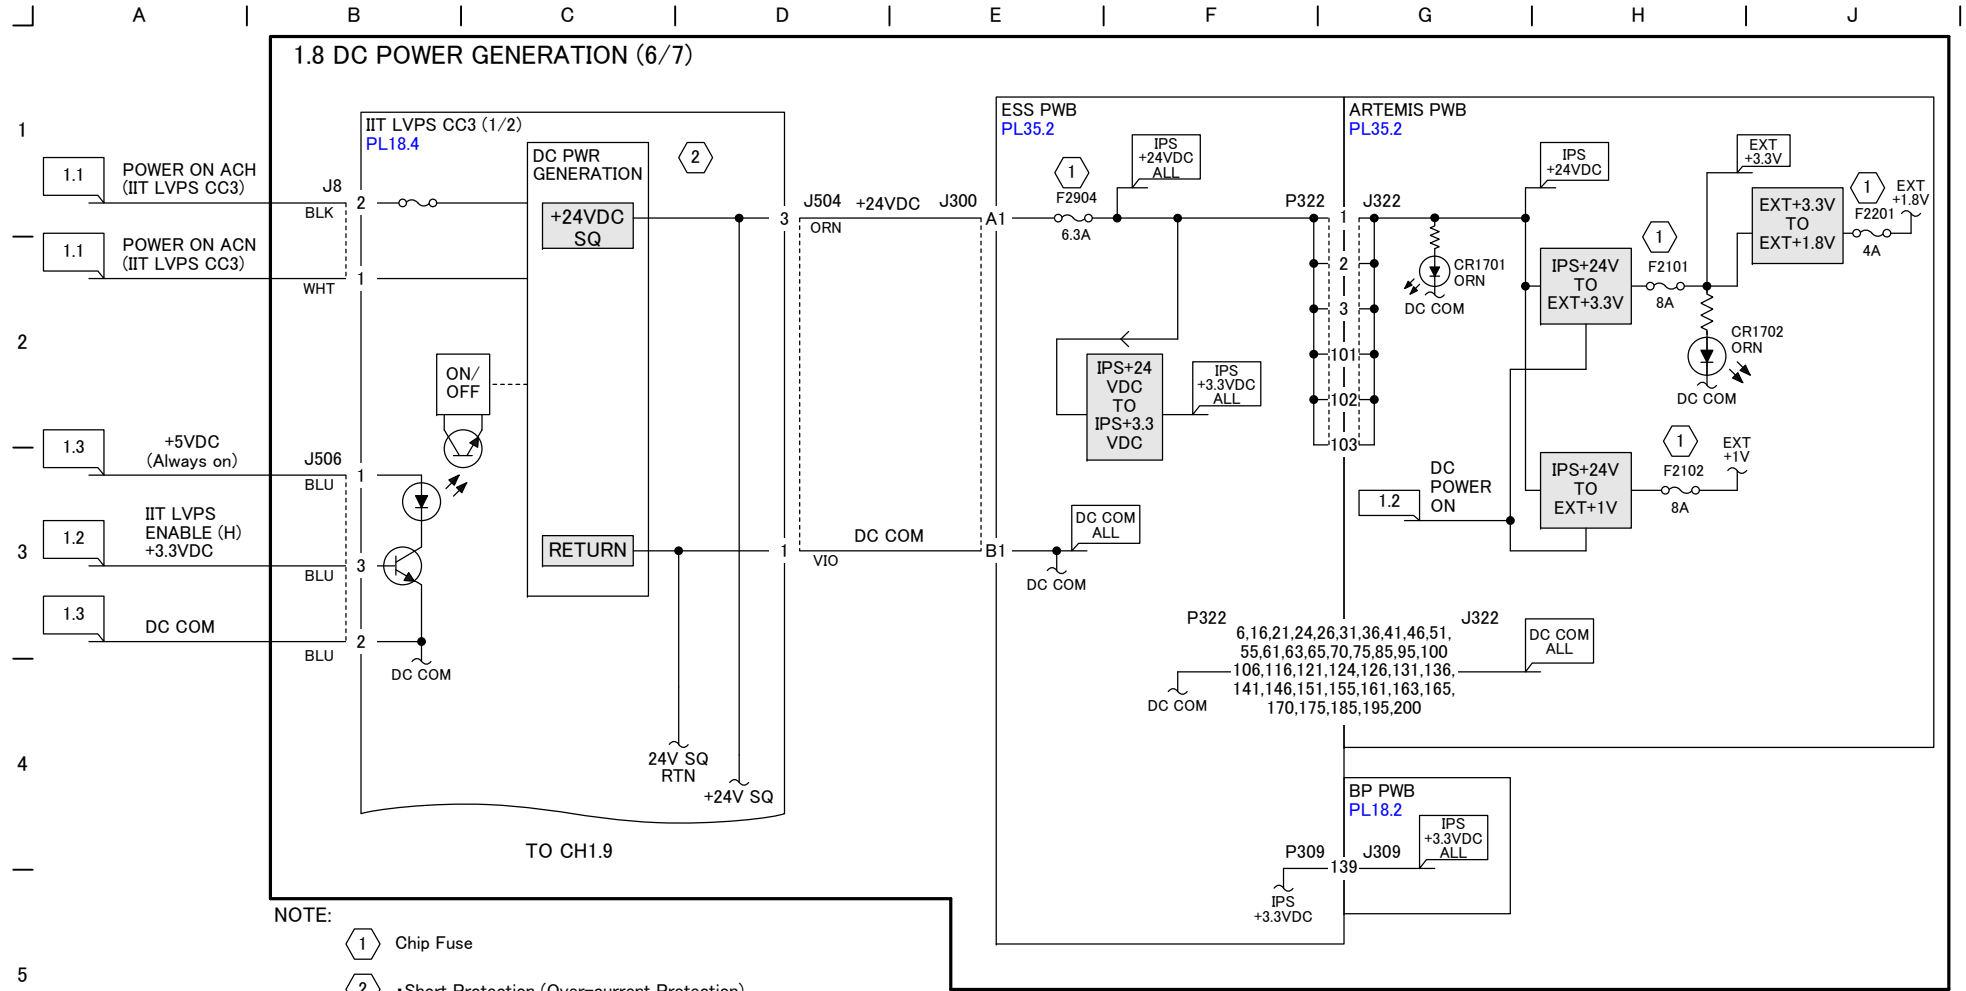 A B C D E F G H J
1
2
3
4
5
1.8 DC POWER GENERATION (6/7)
1.1
POWER ON ACH
(IIT LVPS CC3)
1.1
POWER ON ACN
(IIT LVPS CC3)
1.3
+5VDC
(Always on)
1.2
IIT LVPS
ENABLE (H)
+3.3VDC
1.3
DC COM
J8
BLK
2
WHT
1
J506
BLU
1
BLU
3
BLU
2
DC COM
IIT LVPS CC3 (1/2)
PL18.4
ON/
OFF
DC PWR
GENERATION
+24VDC
SQ
RETURN
2
24V SQ
RTN
+24V SQ
TO CH1.9
3
J504
+24VDC
J300
ORN
A1
1
DC COM
VIO
B1
ESS PWB
PL35.2
1
F2904
6.3A
IPS
+24VDC
ALL
IPS+24
VDC
TO
IPS+3.3
VDC
IPS
+3.3VDC
ALL
DC COM
ALL
DC COM
P322
J322
1
2
3
101
102
103
ARTEMIS PWB
PL35.2
CR1701
ORN
DC COM
IPS
+24VDC
IPS+24V
TO
EXT+3.3V
1
F2101
8A
EXT
+3.3V
EXT+3.3V
TO
EXT+1.8V
1
F2201
4A
EXT
+1.8V
CR1702
ORN
DC COM
1.2
DC
POWER
ON
IPS+24V
TO
EXT+1V
1
F2102
8A
EXT
+1V
P322
J322
6,16,21,24,26,31,36,41,46,51,
55,61,63,65,70,75,85,95,100
106,116,121,124,126,131,136,
141,146,151,155,161,163,165,
170,175,185,195,200
DC COM
DC COM
ALL
BP PWB
PL18.2
P309
139
J309
IPS
+3.3VDC
ALL
IPS
+3.3VDC
NOTE:
1 Chip Fuse
2 ・Short Protection (Over-current Protection)